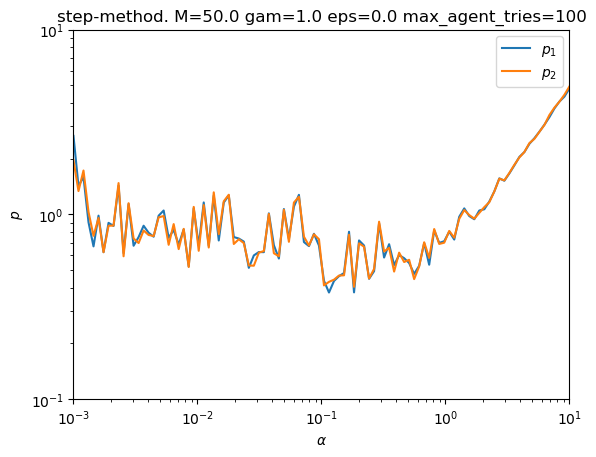 step-method. M=50.0 gam=1.0 eps=0.0 max_agent_tries=100
10¹
p₁
p₂
p
10⁰
10⁻¹
10⁻³ 10⁻² 10⁻¹ 10⁰ 10¹
α